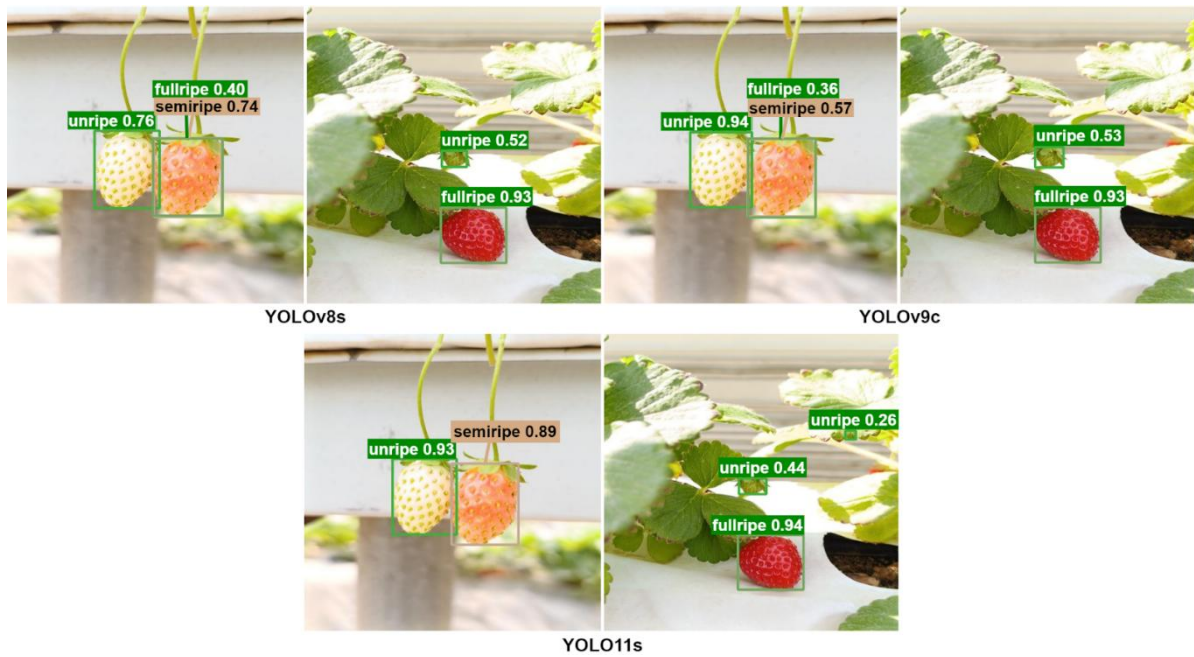 fullripe 0.40
semiripe 0.74
unripe 0.76
unripe 0.52
fullripe 0.93
YOLOv8s
fullripe 0.36
semiripe 0.57
unripe 0.94
unripe 0.53
fullripe 0.93
YOLOv9c
semiripe 0.89
unripe 0.93
unripe 0.26
unripe 0.44
fullripe 0.94
YOLO11s